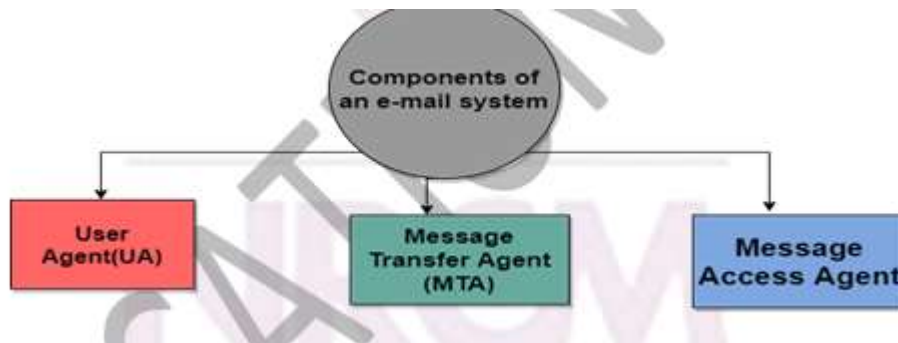 Components of
an e-mail system
User
Agent(UA)
Message
Transfer Agent
(MTA)
Message
Access Agent